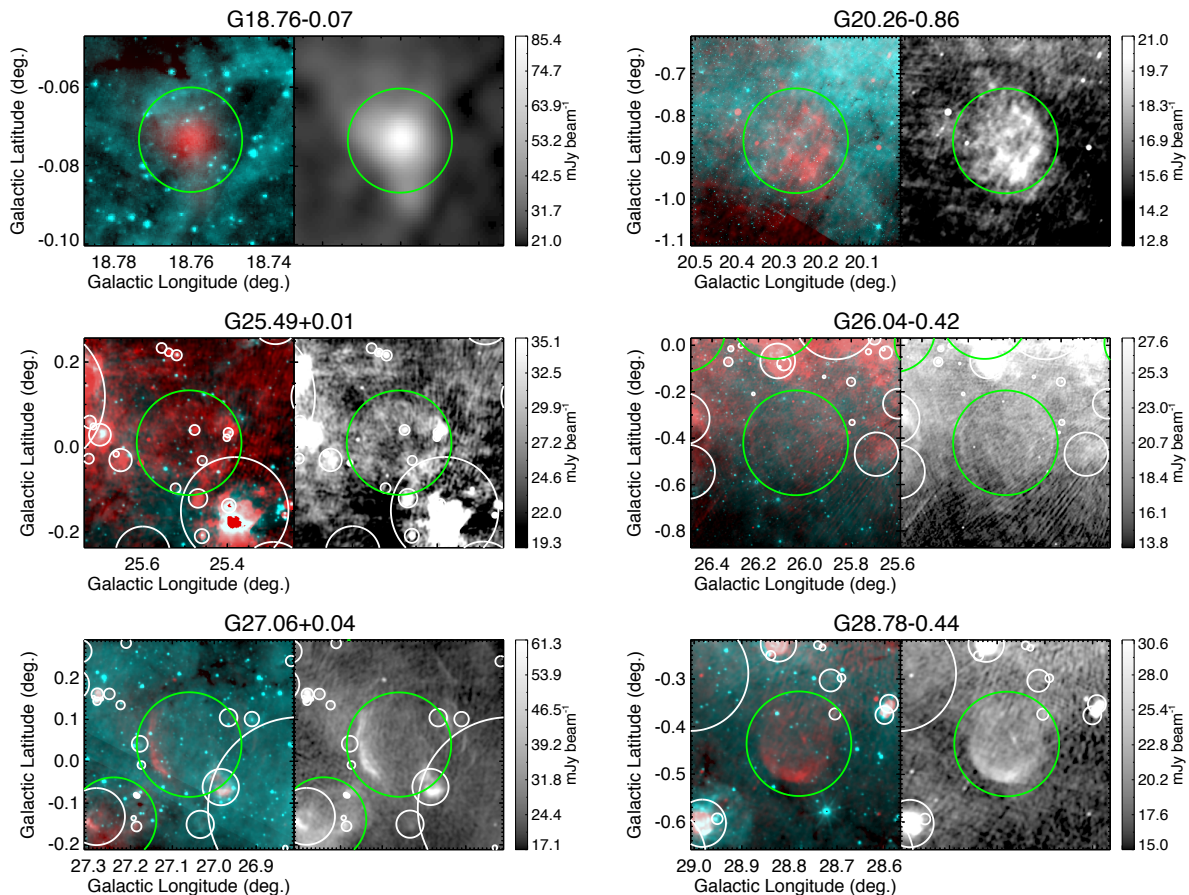 G18.76-0.07
Galactic Latitude (deg.)
-0.06
-0.08
-0.10
18.78 18.76 18.74
Galactic Longitude (deg.)
85.4
74.7
63.9
53.2
42.5
31.7
21.0
mJy beam⁻¹
G20.26-0.86
Galactic Latitude (deg.)
-0.7
-0.8
-0.9
-1.0
-1.1
20.5 20.4 20.3 20.2 20.1
Galactic Longitude (deg.)
21.0
19.7
18.3
16.9
15.5
14.2
12.8
mJy beam⁻¹
G25.49+0.01
Galactic Latitude (deg.)
0.2
0.0
-0.2
25.6 25.4
Galactic Longitude (deg.)
35.1
32.5
29.9
27.2
24.6
22.0
19.3
mJy beam⁻¹
G26.04-0.42
Galactic Latitude (deg.)
0.0
-0.2
-0.4
-0.6
-0.8
26.4 26.2 26.0 25.8 25.6
Galactic Longitude (deg.)
27.6
25.3
23.0
20.7
18.4
16.1
13.8
mJy beam⁻¹
G27.06+0.04
Galactic Latitude (deg.)
0.2
0.1
0.0
-0.1
-0.2
27.3 27.2 27.1 27.0 26.9
Galactic Longitude (deg.)
61.3
53.9
46.5
39.2
31.8
24.4
17.1
mJy beam⁻¹
G28.78-0.44
Galactic Latitude (deg.)
-0.3
-0.4
-0.5
-0.6
29.0 28.9 28.8 28.7 28.6
Galactic Longitude (deg.)
30.6
28.0
25.4
22.8
20.2
17.6
15.0
mJy beam⁻¹